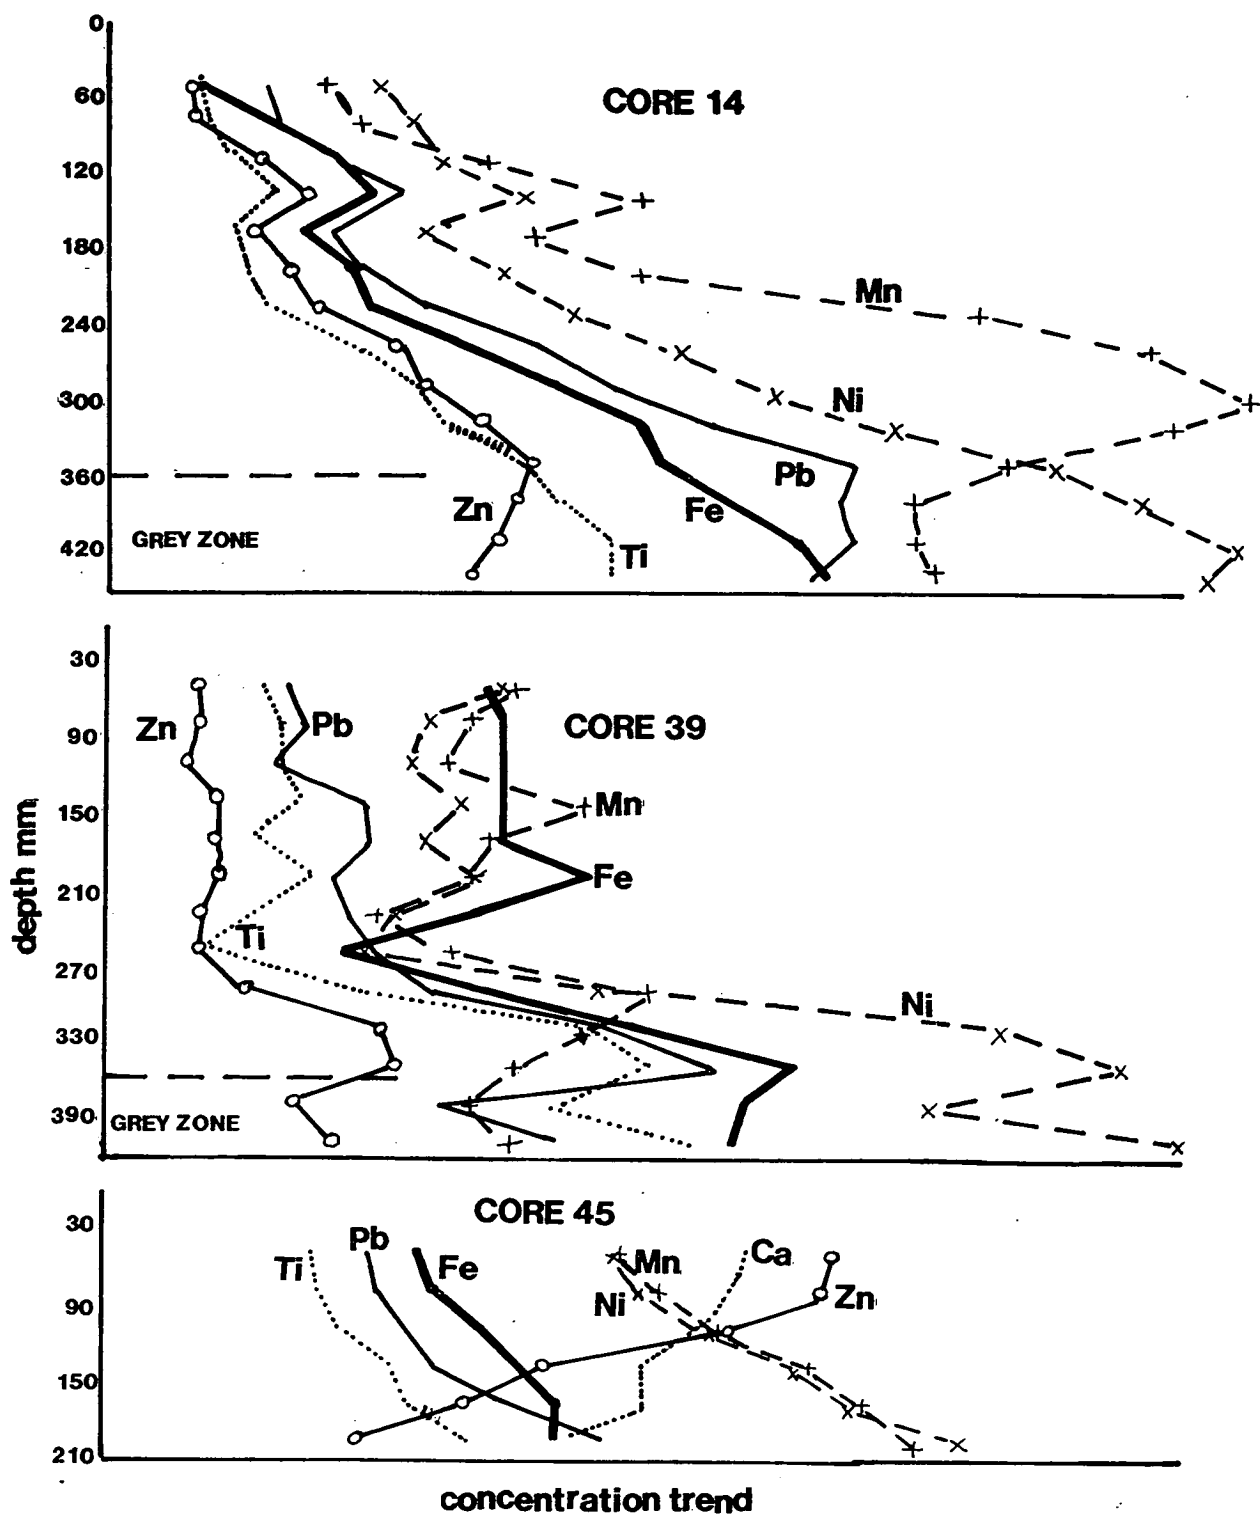 0
60
CORE 14
120
180
Mn
240
300
Ni
360
Pb
Zn
Fe
GREY ZONE
420
Ti
30
Zn
Pb
90
CORE 39
150
Mn
210
Fe
depth mm
Ti
270
Ni
330
390
GREY ZONE
CORE 45
30
Pb
Ti
Fe
Mn
Ca
90
Ni
Zn
150
210
concentration trend